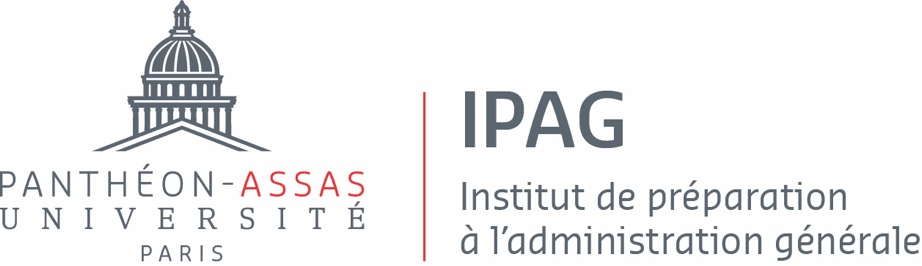 PANTHÉON-ASSAS
UNIVERSITÉ
PARIS
IPAG
Institut de préparation
à l'administration générale